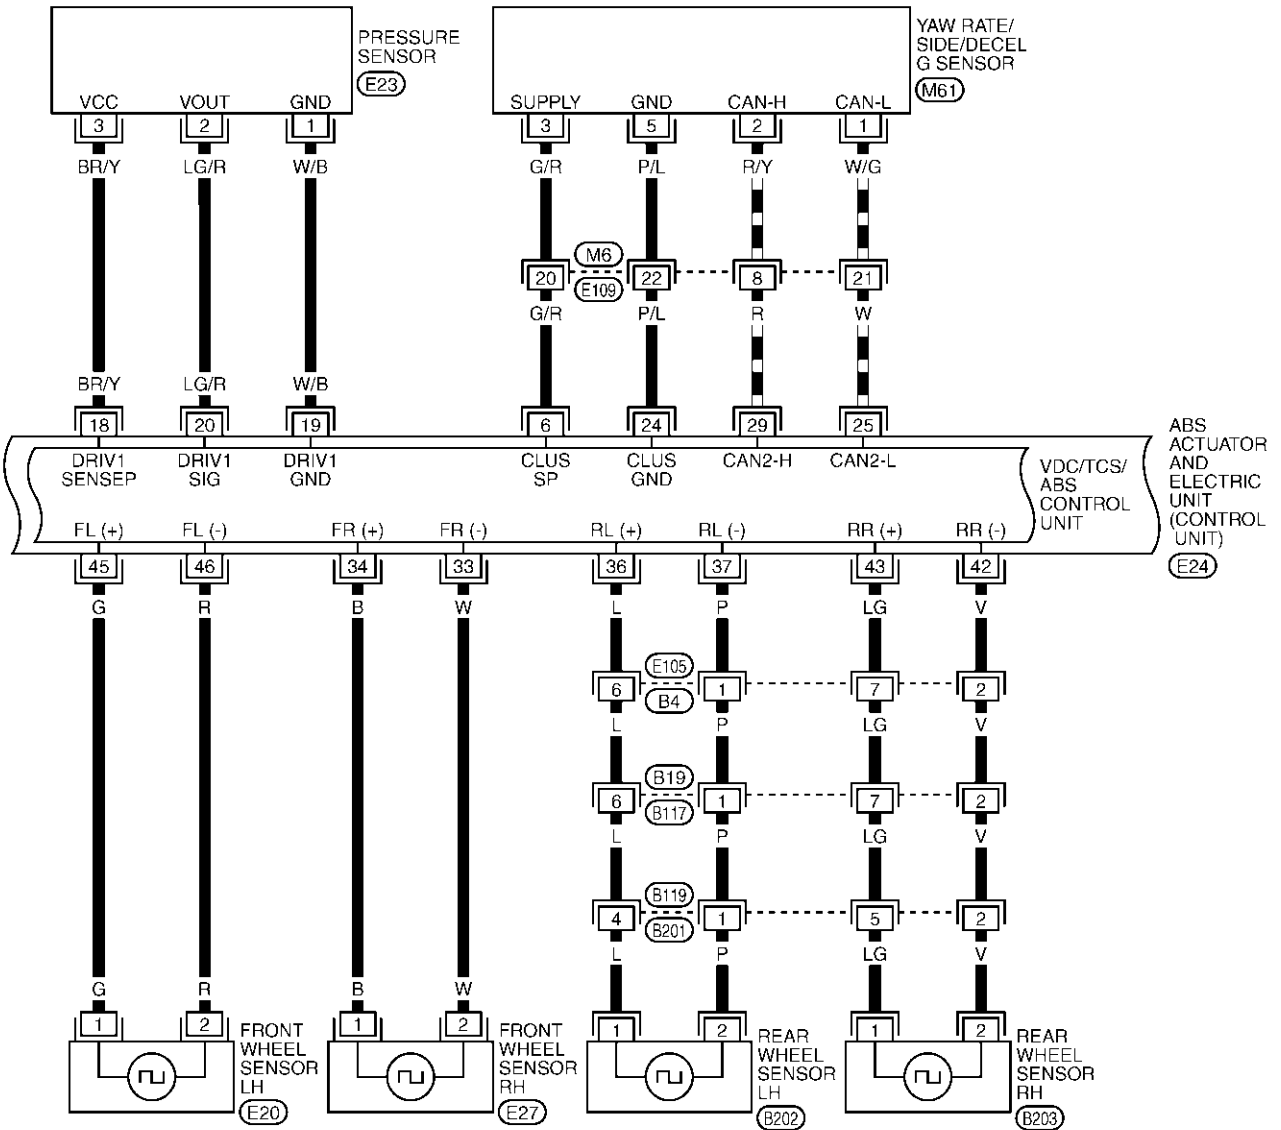 PRESSURE
SENSOR
E23
YAW RATE/
SIDE/DECEL
G SENSOR
M61
VCC VOUT GND
SUPPLY GND CAN-H CAN-L
3 2 1
3 5 2 1
BR/Y LG/R W/B
G/R P/L R/Y W/G
M6
20 22 8 21
E109
G/R P/L R W
BR/Y LG/R W/B
18 20 19 6 24 29 25
DRIV1
SENSEP
DRIV1
SIG
DRIV1
GND
CLUS
SP
CLUS
GND
CAN2-H
CAN2-L
VDC/TCS/
ABS
CONTROL
UNIT
ABS
ACTUATOR
AND
ELECTRIC
UNIT
(CONTROL
UNIT)
E24
FL (+) FL (-) FR (+) FR (-) RL (+) RL (-) RR (+) RR (-)
45 46 34 33 36 37 43 42
G R B W L P LG V
E105
6 1 7 2
B4
L P LG V
B19
6 1 7 2
B117
L P LG V
B119
4 1 5 2
B201
L P LG V
G R B W
1 2 1 2 1 2 1 2
FRONT
WHEEL
SENSOR
LH
E20
FRONT
WHEEL
SENSOR
RH
E27
REAR
WHEEL
SENSOR
LH
B202
REAR
WHEEL
SENSOR
RH
B203